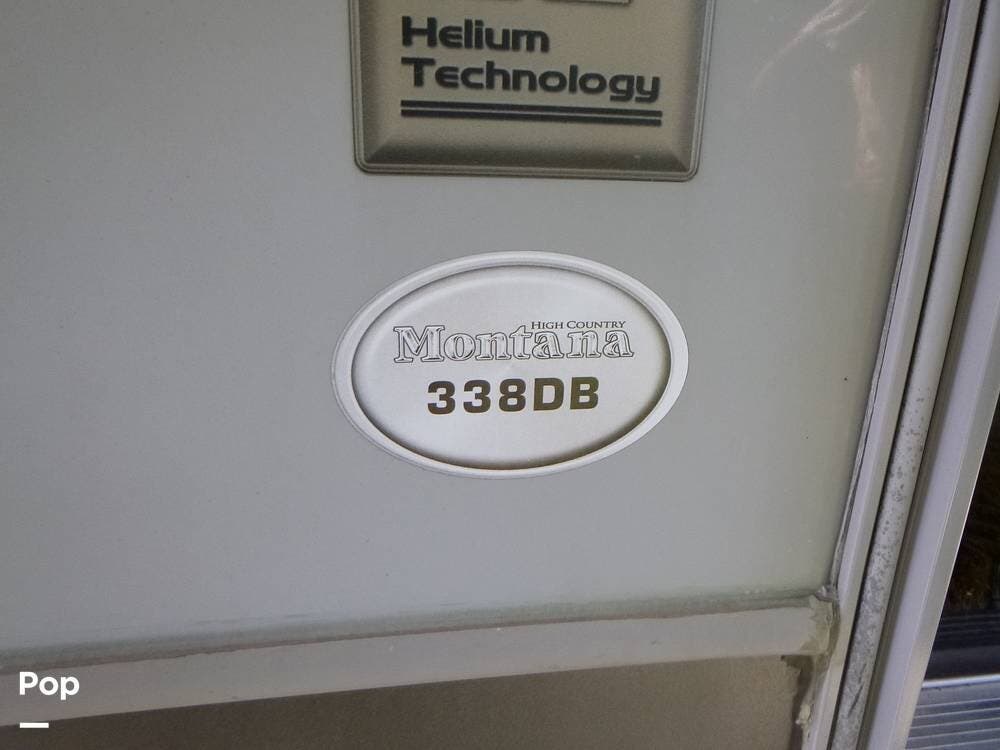 Helium
Technology
HIGH COUNTRY
Montana
338DB
Pop